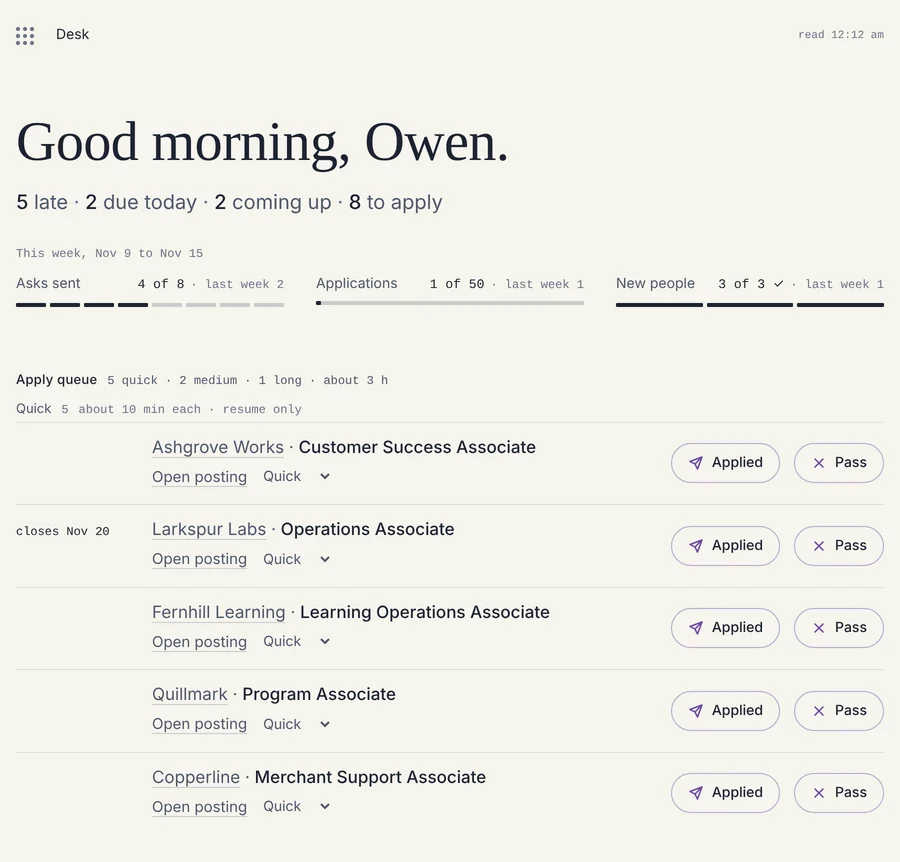 Desk
read 12:12 am
Good morning, Owen.
5 late · 2 due today · 2 coming up · 8 to apply
This week, Nov 9 to Nov 15
Asks sent 4 of 8 · last week 2
Applications 1 of 50 · last week 1
New people 3 of 3 ✓ · last week 1
Apply queue 5 quick · 2 medium · 1 long · about 3 h
Quick 5 about 10 min each · resume only
Ashgrove Works · Customer Success Associate
Open posting Quick
Applied Pass
closes Nov 20
Larkspur Labs · Operations Associate
Open posting Quick
Applied Pass
Fernhill Learning · Learning Operations Associate
Open posting Quick
Applied Pass
Quillmark · Program Associate
Open posting Quick
Applied Pass
Copperline · Merchant Support Associate
Open posting Quick
Applied Pass